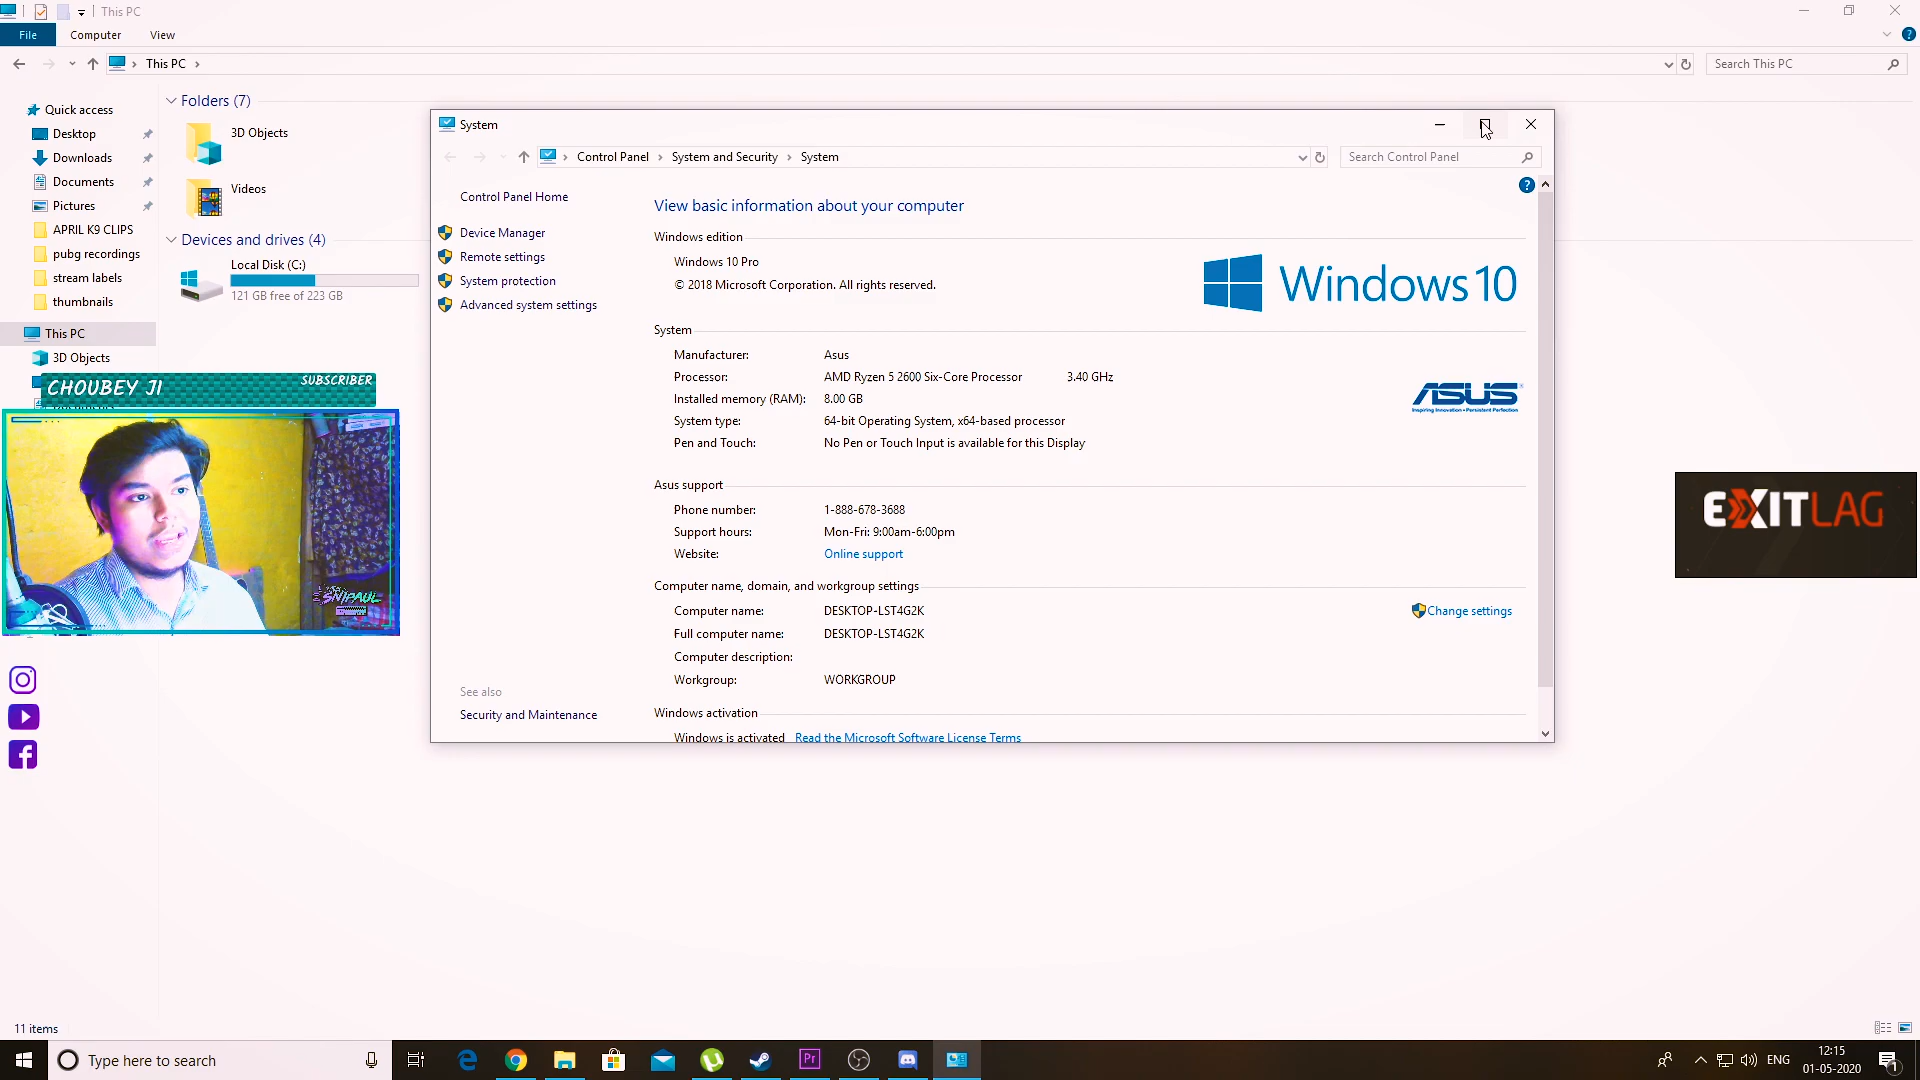 This PC
File
Computer
View
This PC
Search This PC
Quick access
Desktop
Downloads
Documents
Pictures
APRIL K9 CLIPS
pubg recordings
stream labels
thumbnails
This PC
3D Objects
Folders (7)
3D Objects
Videos
Devices and drives (4)
Local Disk (C:)
121 GB free of 223 GB
CHOUBEY JI
SUBSCRIBER
SNIPAUL
System
Control Panel
System and Security
System
Search Control Panel
Control Panel Home
Device Manager
Remote settings
System protection
Advanced system settings
See also
Security and Maintenance
View basic information about your computer
Windows edition
Windows 10 Pro
© 2018 Microsoft Corporation. All rights reserved.
Windows 10
System
Manufacturer: Asus
Processor: AMD Ryzen 5 2600 Six-Core Processor 3.40 GHz
Installed memory (RAM): 8.00 GB
System type: 64-bit Operating System, x64-based processor
Pen and Touch: No Pen or Touch Input is available for this Display
ASUS
Inspiring Innovation • Persistent Perfection
Asus support
Phone number: 1-888-678-3688
Support hours: Mon-Fri: 9:00am-6:00pm
Website: Online support
Computer name, domain, and workgroup settings
Computer name: DESKTOP-LST4G2K
Change settings
Full computer name: DESKTOP-LST4G2K
Computer description:
Workgroup: WORKGROUP
Windows activation
Windows is activated Read the Microsoft Software License Terms
EXITLAG
11 items
Type here to search
Pr
ENG
12:15
01-05-2020
1